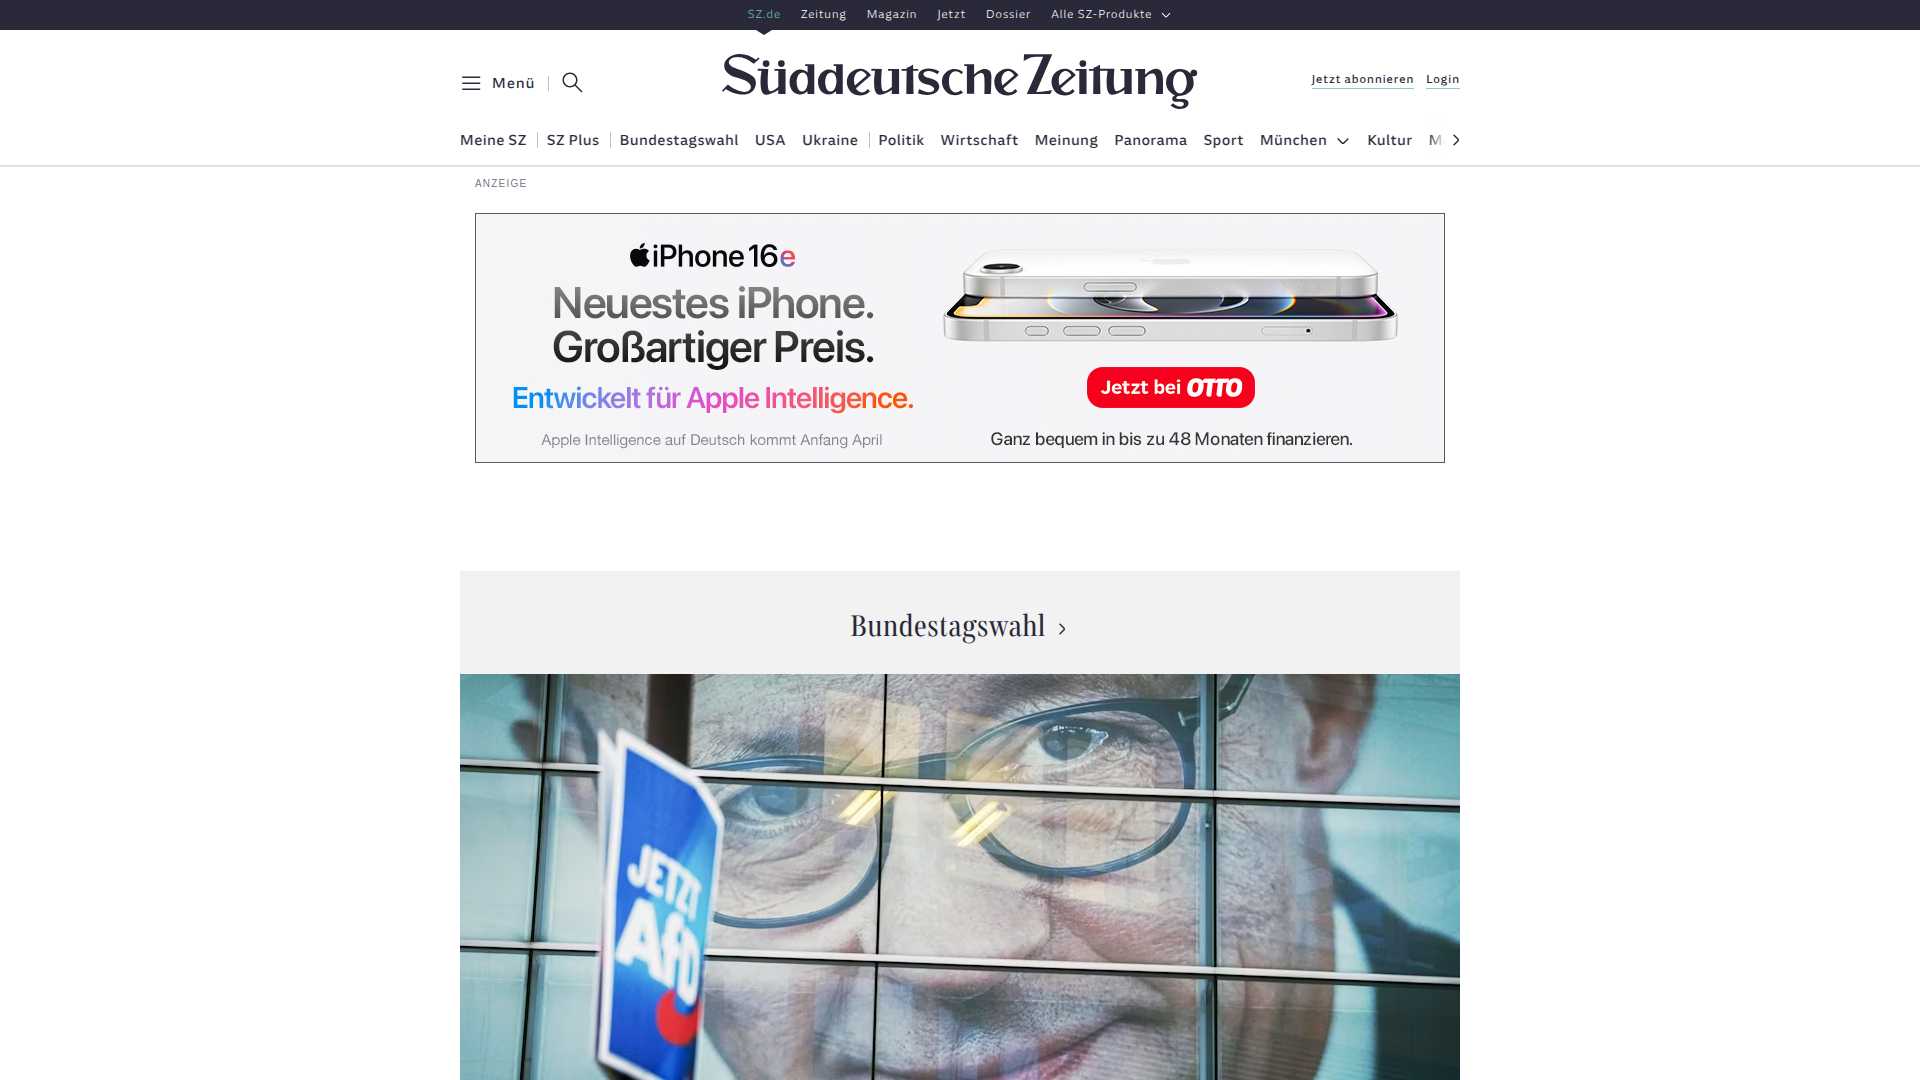 SZ.de Zeitung Magazin Jetzt Dossier Alle SZ-Produkte
Menü
Süddeutsche Zeitung
Jetzt abonnieren Login
Meine SZ SZ Plus Bundestagswahl USA Ukraine Politik Wirtschaft Meinung Panorama Sport München Kultur M
ANZEIGE
iPhone 16e
Neuestes iPhone.
Großartiger Preis.
Entwickelt für Apple Intelligence.
Apple Intelligence auf Deutsch kommt Anfang April
Jetzt bei OTTO
Ganz bequem in bis zu 48 Monaten finanzieren.
Bundestagswahl
JETZT
AfD